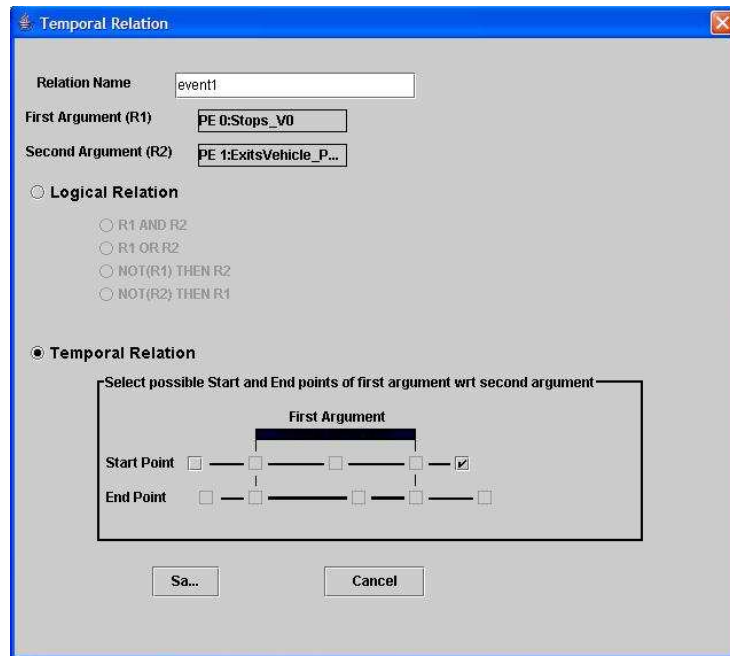 Temporal Relation
Relation Name event1
First Argument (R1) PE 0:Stops_V0
Second Argument (R2) PE 1:ExitsVehicle_P...
Logical Relation
R1 AND R2
R1 OR R2
NOT(R1) THEN R2
NOT(R2) THEN R1
Temporal Relation
Select possible Start and End points of first argument wrt second argument
First Argument
Start Point
End Point
Sa... Cancel